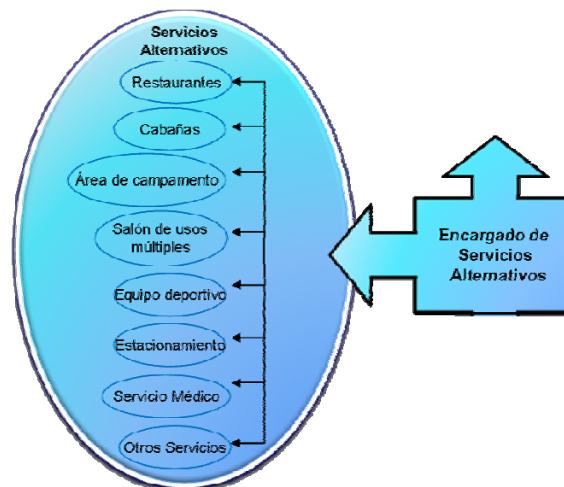 Servicios
Alternativos
Restaurantes
Cabañas
Área de campamento
Salón de usos
múltiples
Equipo deportivo
Estacionamiento
Servicio Médico
Otros Servicios
Encargado de
Servicios
Alternativos